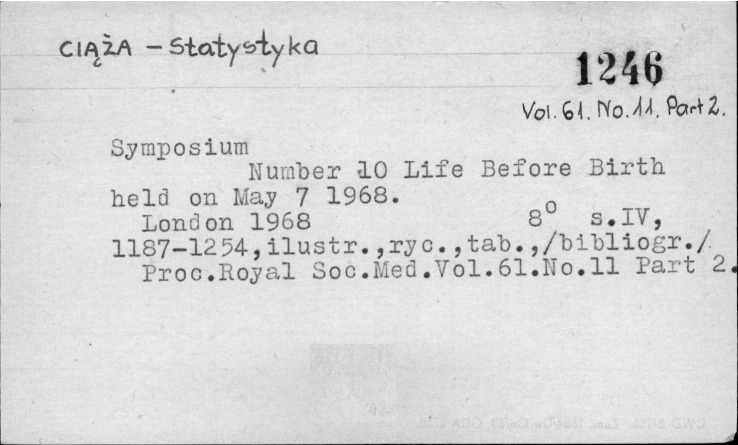 CIĄŻA - Statystyka
1246
Vol. 61. No. 11. Part 2.
Symposium
Number 10 Life Before Birth
held on May 7 1968.
London 1968 8° s.IV,
1187-1254,ilustr.,ryc.,tab.,/bibliogr./
Proc.Royal Soc.Med.Vol.61.No.11 Part 2.